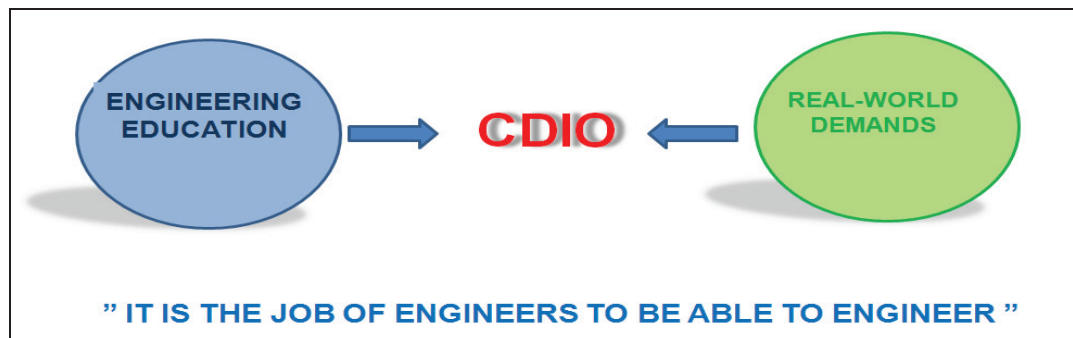 ENGINEERING
EDUCATION
CDIO
REAL-WORLD
DEMANDS
” IT IS THE JOB OF ENGINEERS TO BE ABLE TO ENGINEER ”